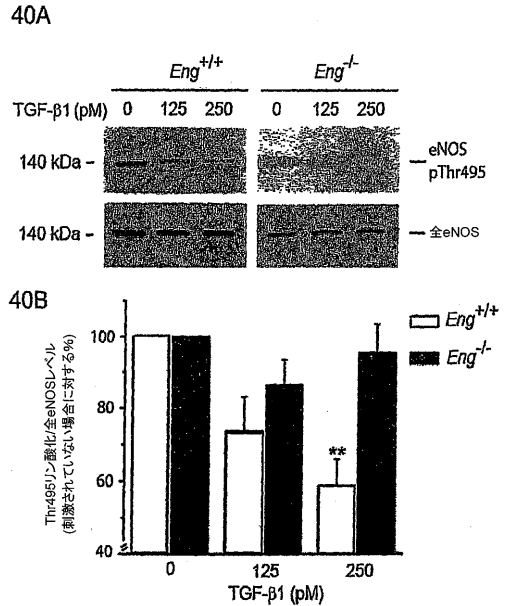 40A
Eng+/+ Eng-/-
TGF-β1 (pM) 0 125 250 0 125 250
140 kDa – eNOS pThr495
140 kDa – 全eNOS
40B
Thr495リン酸化/全eNOSレベル
(刺激されていない場合に対する%)
100
80
60
40
**
Eng+/+
Eng-/-
0 125 250
TGF-β1 (pM)